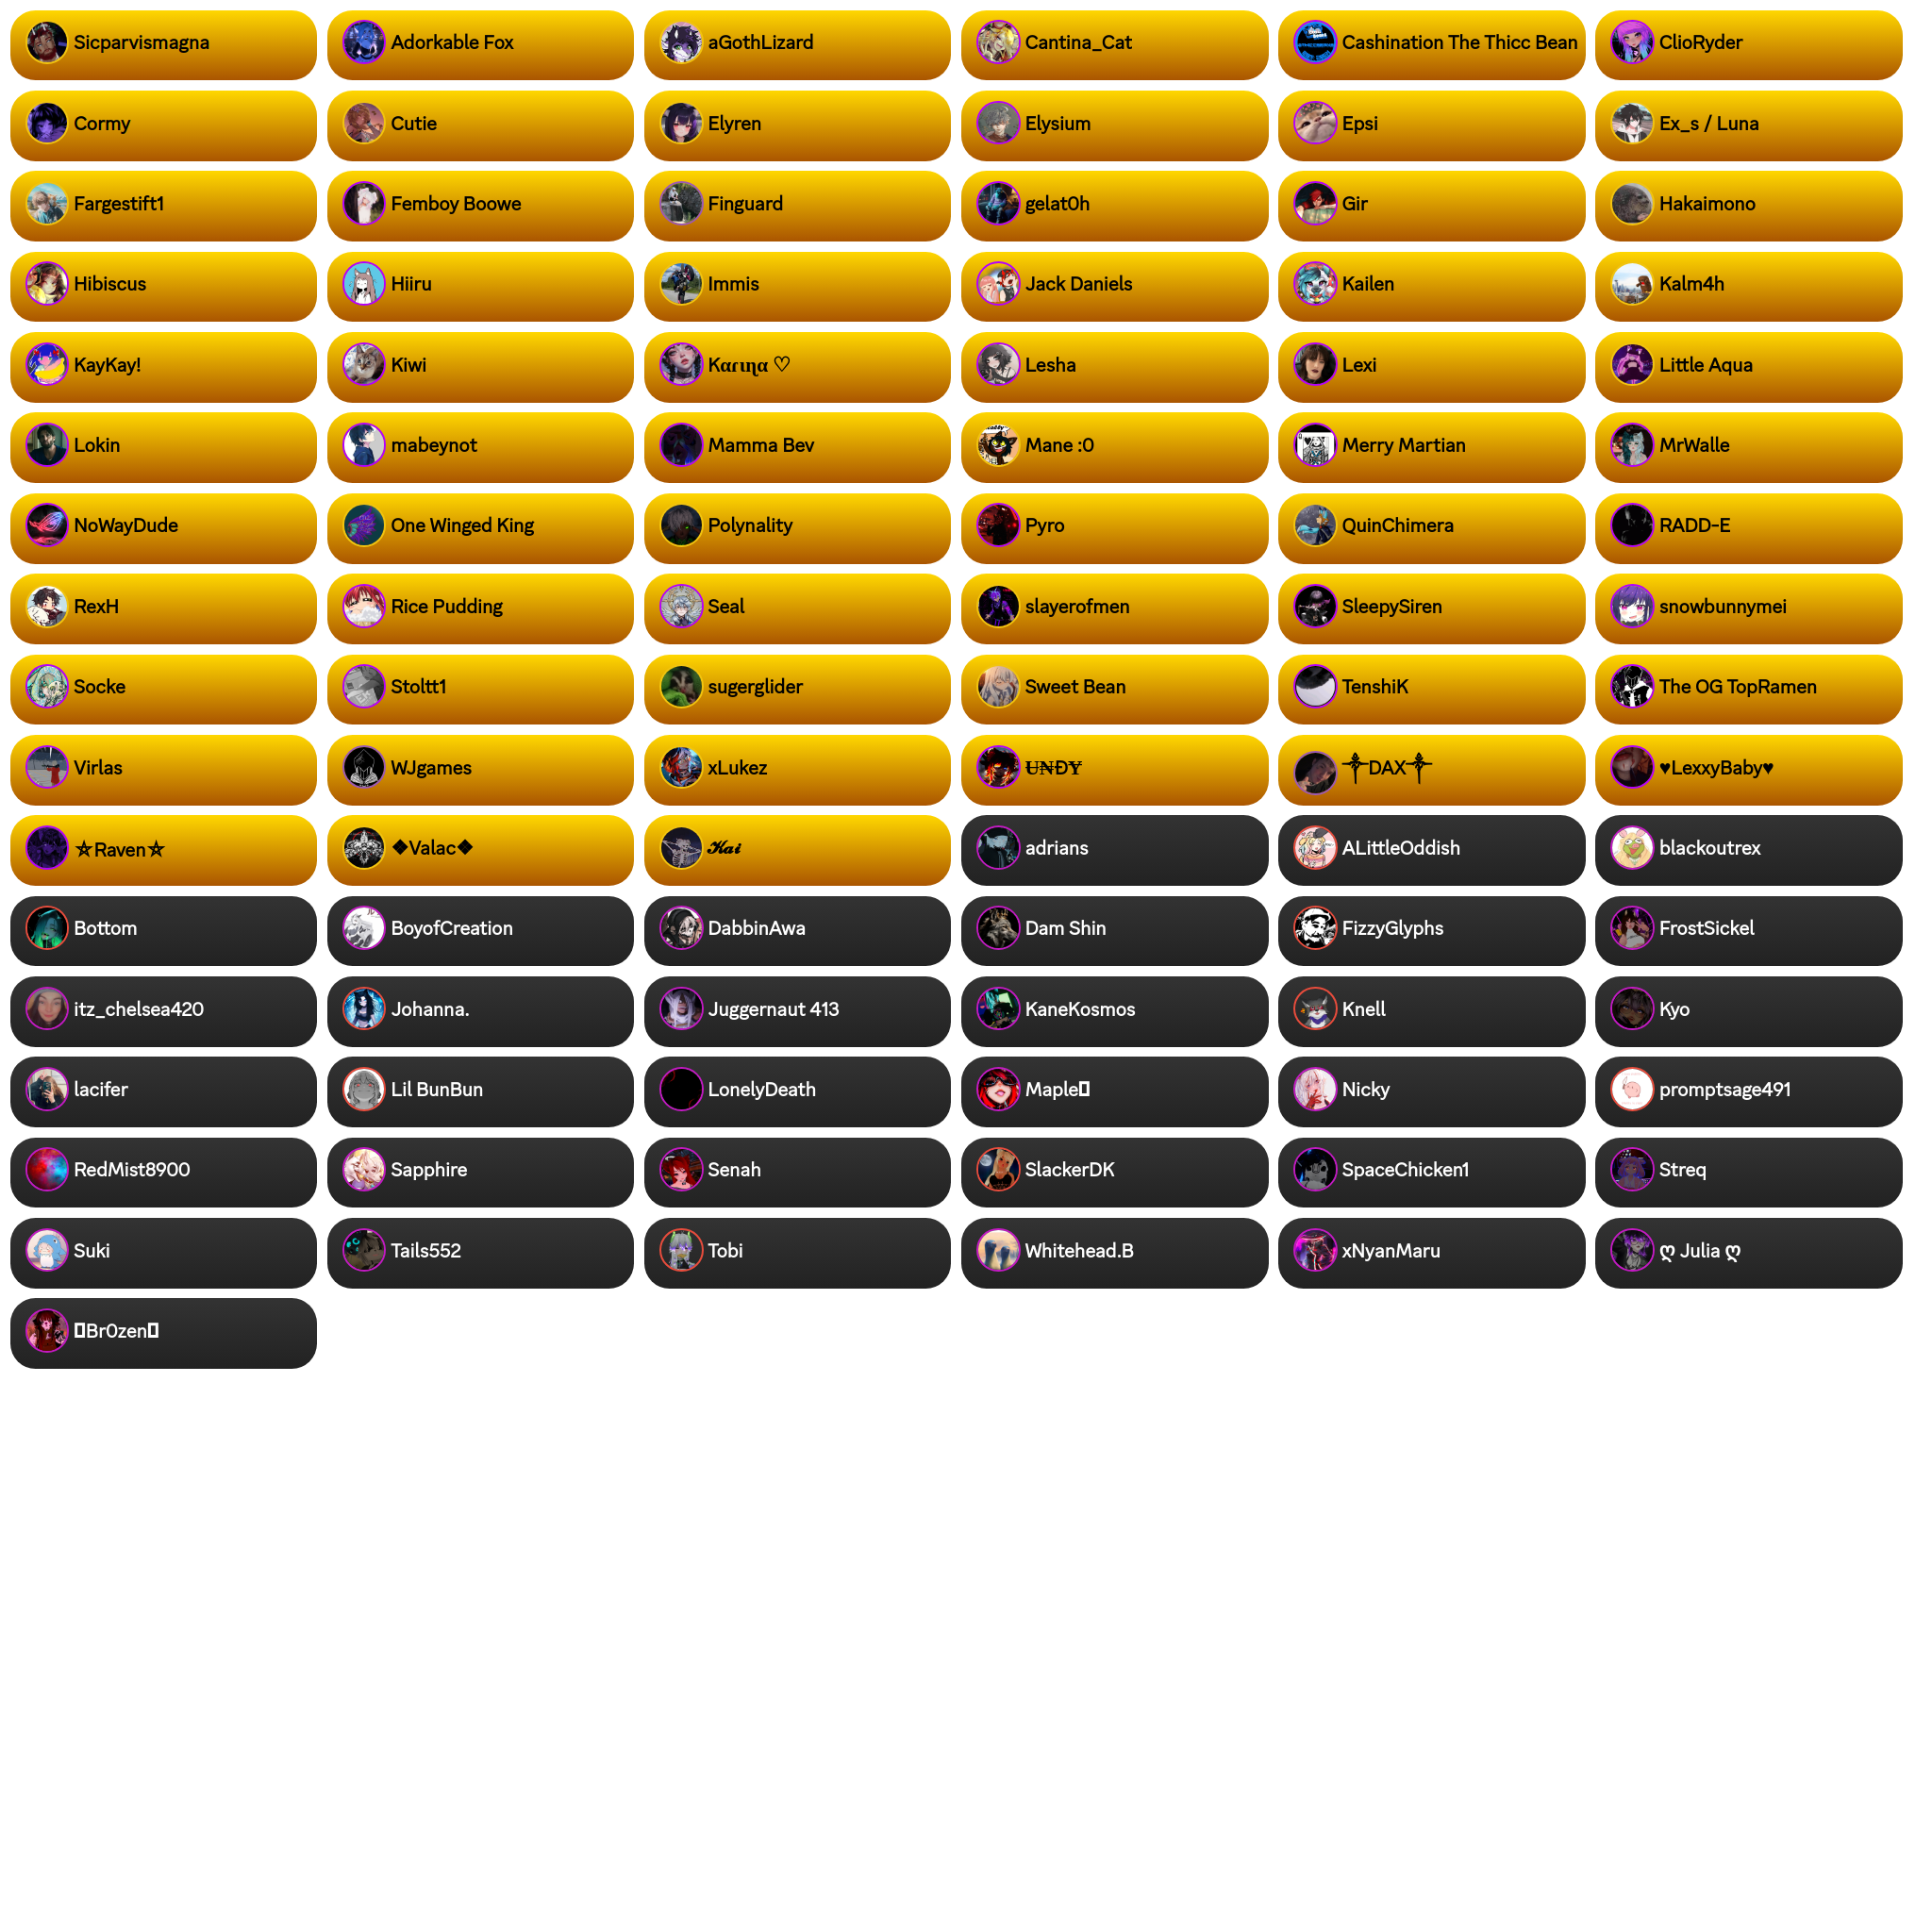 Sicparvismagna
Adorkable Fox
aGothLizard
Cantina_Cat
Cashination The Thicc Bean
ClioRyder
Cormy
Cutie
Elyren
Elysium
Epsi
Ex_s / Luna
Fargestift1
Femboy Boowe
Finguard
gelat0h
Gir
Hakaimono
Hibiscus
Hiiru
Immis
Jack Daniels
Kailen
Kalm4h
KayKay!
Kiwi
Kαɾιɳα ♡
Lesha
Lexi
Little Aqua
Lokin
mabeynot
Mamma Bev
Mane :0
Merry Martian
MrWalle
NoWayDude
One Winged King
Polynality
Pyro
QuinChimera
RADD-E
RexH
Rice Pudding
Seal
slayerofmen
SleepySiren
snowbunnymei
Socke
Stoltt1
sugerglider
Sweet Bean
TenshiK
The OG TopRamen
Virlas
WJgames
xLukez
U̶N̶ĐɎ
༒DAX༒
♥LexxyBaby♥
⛤Raven⛤
❖Valac❖
𝓚𝓪𝓲
adrians
ALittleOddish
blackoutrex
Bottom
BoyofCreation
DabbinAwa
Dam Shin
FizzyGlyphs
FrostSickel
itz_chelsea420
Johanna.
Juggernaut 413
KaneKosmos
Knell
Kyo
lacifer
Lil BunBun
LonelyDeath
Maple
Nicky
promptsage491
RedMist8900
Sapphire
Senah
SlackerDK
SpaceChicken1
Streq
Suki
Tails552
Tobi
Whitehead.B
xNyanMaru
ღ Julia ღ
Br0zen